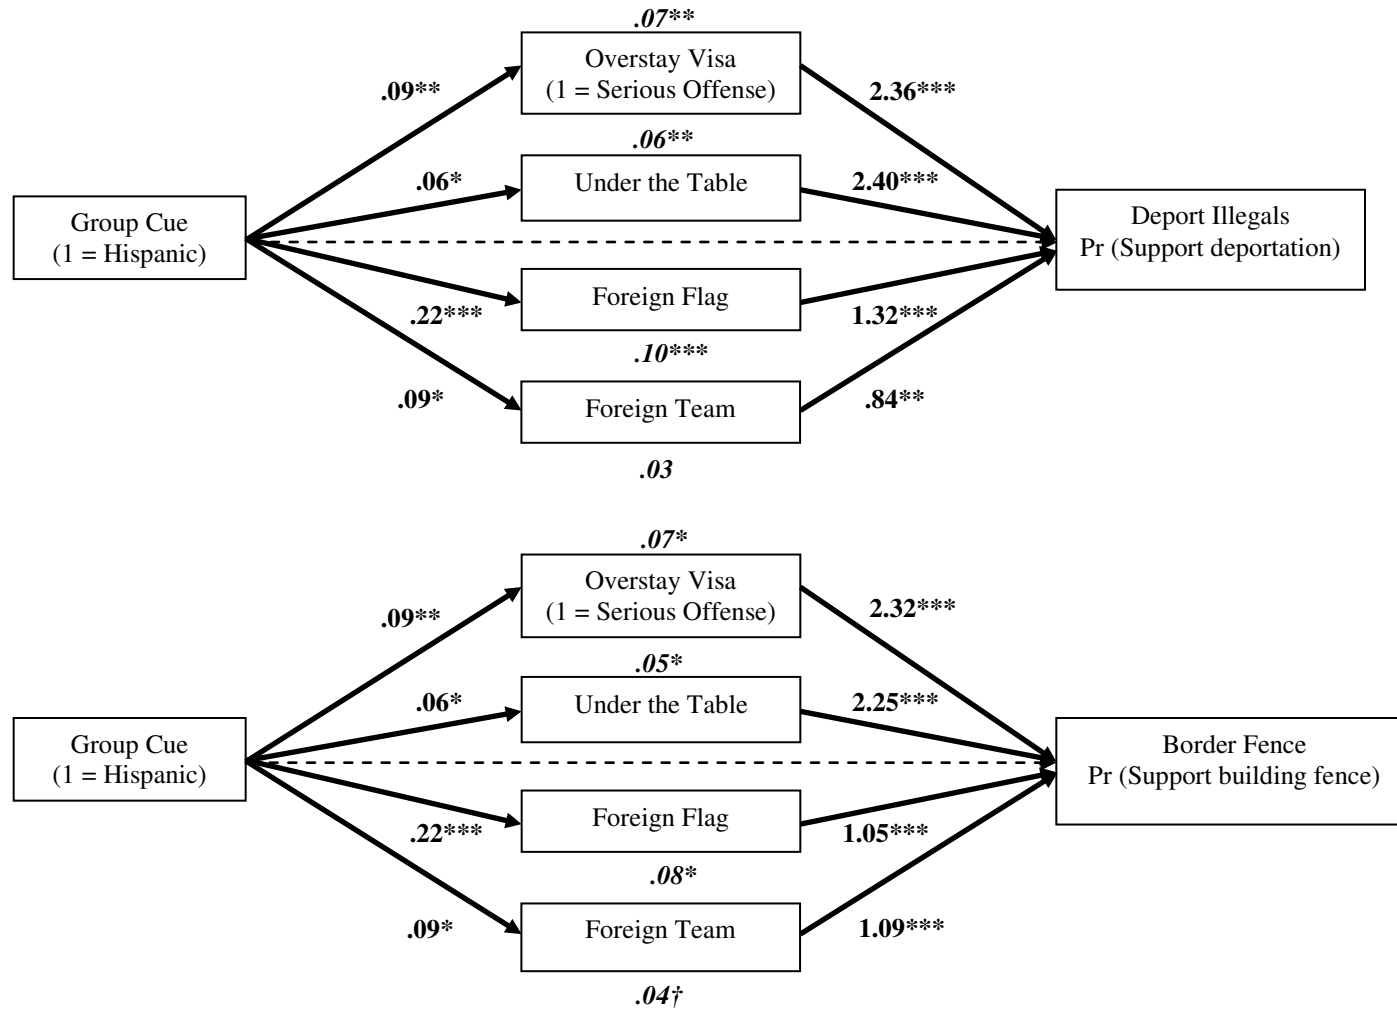 .07**
Overstay Visa
(1 = Serious Offense)
.09**
2.36***
.06**
Under the Table
.06*
2.40***
Group Cue
(1 = Hispanic)
Deport Illegals
Pr (Support deportation)
Foreign Flag
.22***
1.32***
.10***
Foreign Team
.09*
.84**
.03
.07*
Overstay Visa
(1 = Serious Offense)
.09**
2.32***
.05*
Under the Table
.06*
2.25***
Group Cue
(1 = Hispanic)
Border Fence
Pr (Support building fence)
Foreign Flag
.22***
1.05***
.08*
Foreign Team
.09*
1.09***
.04†